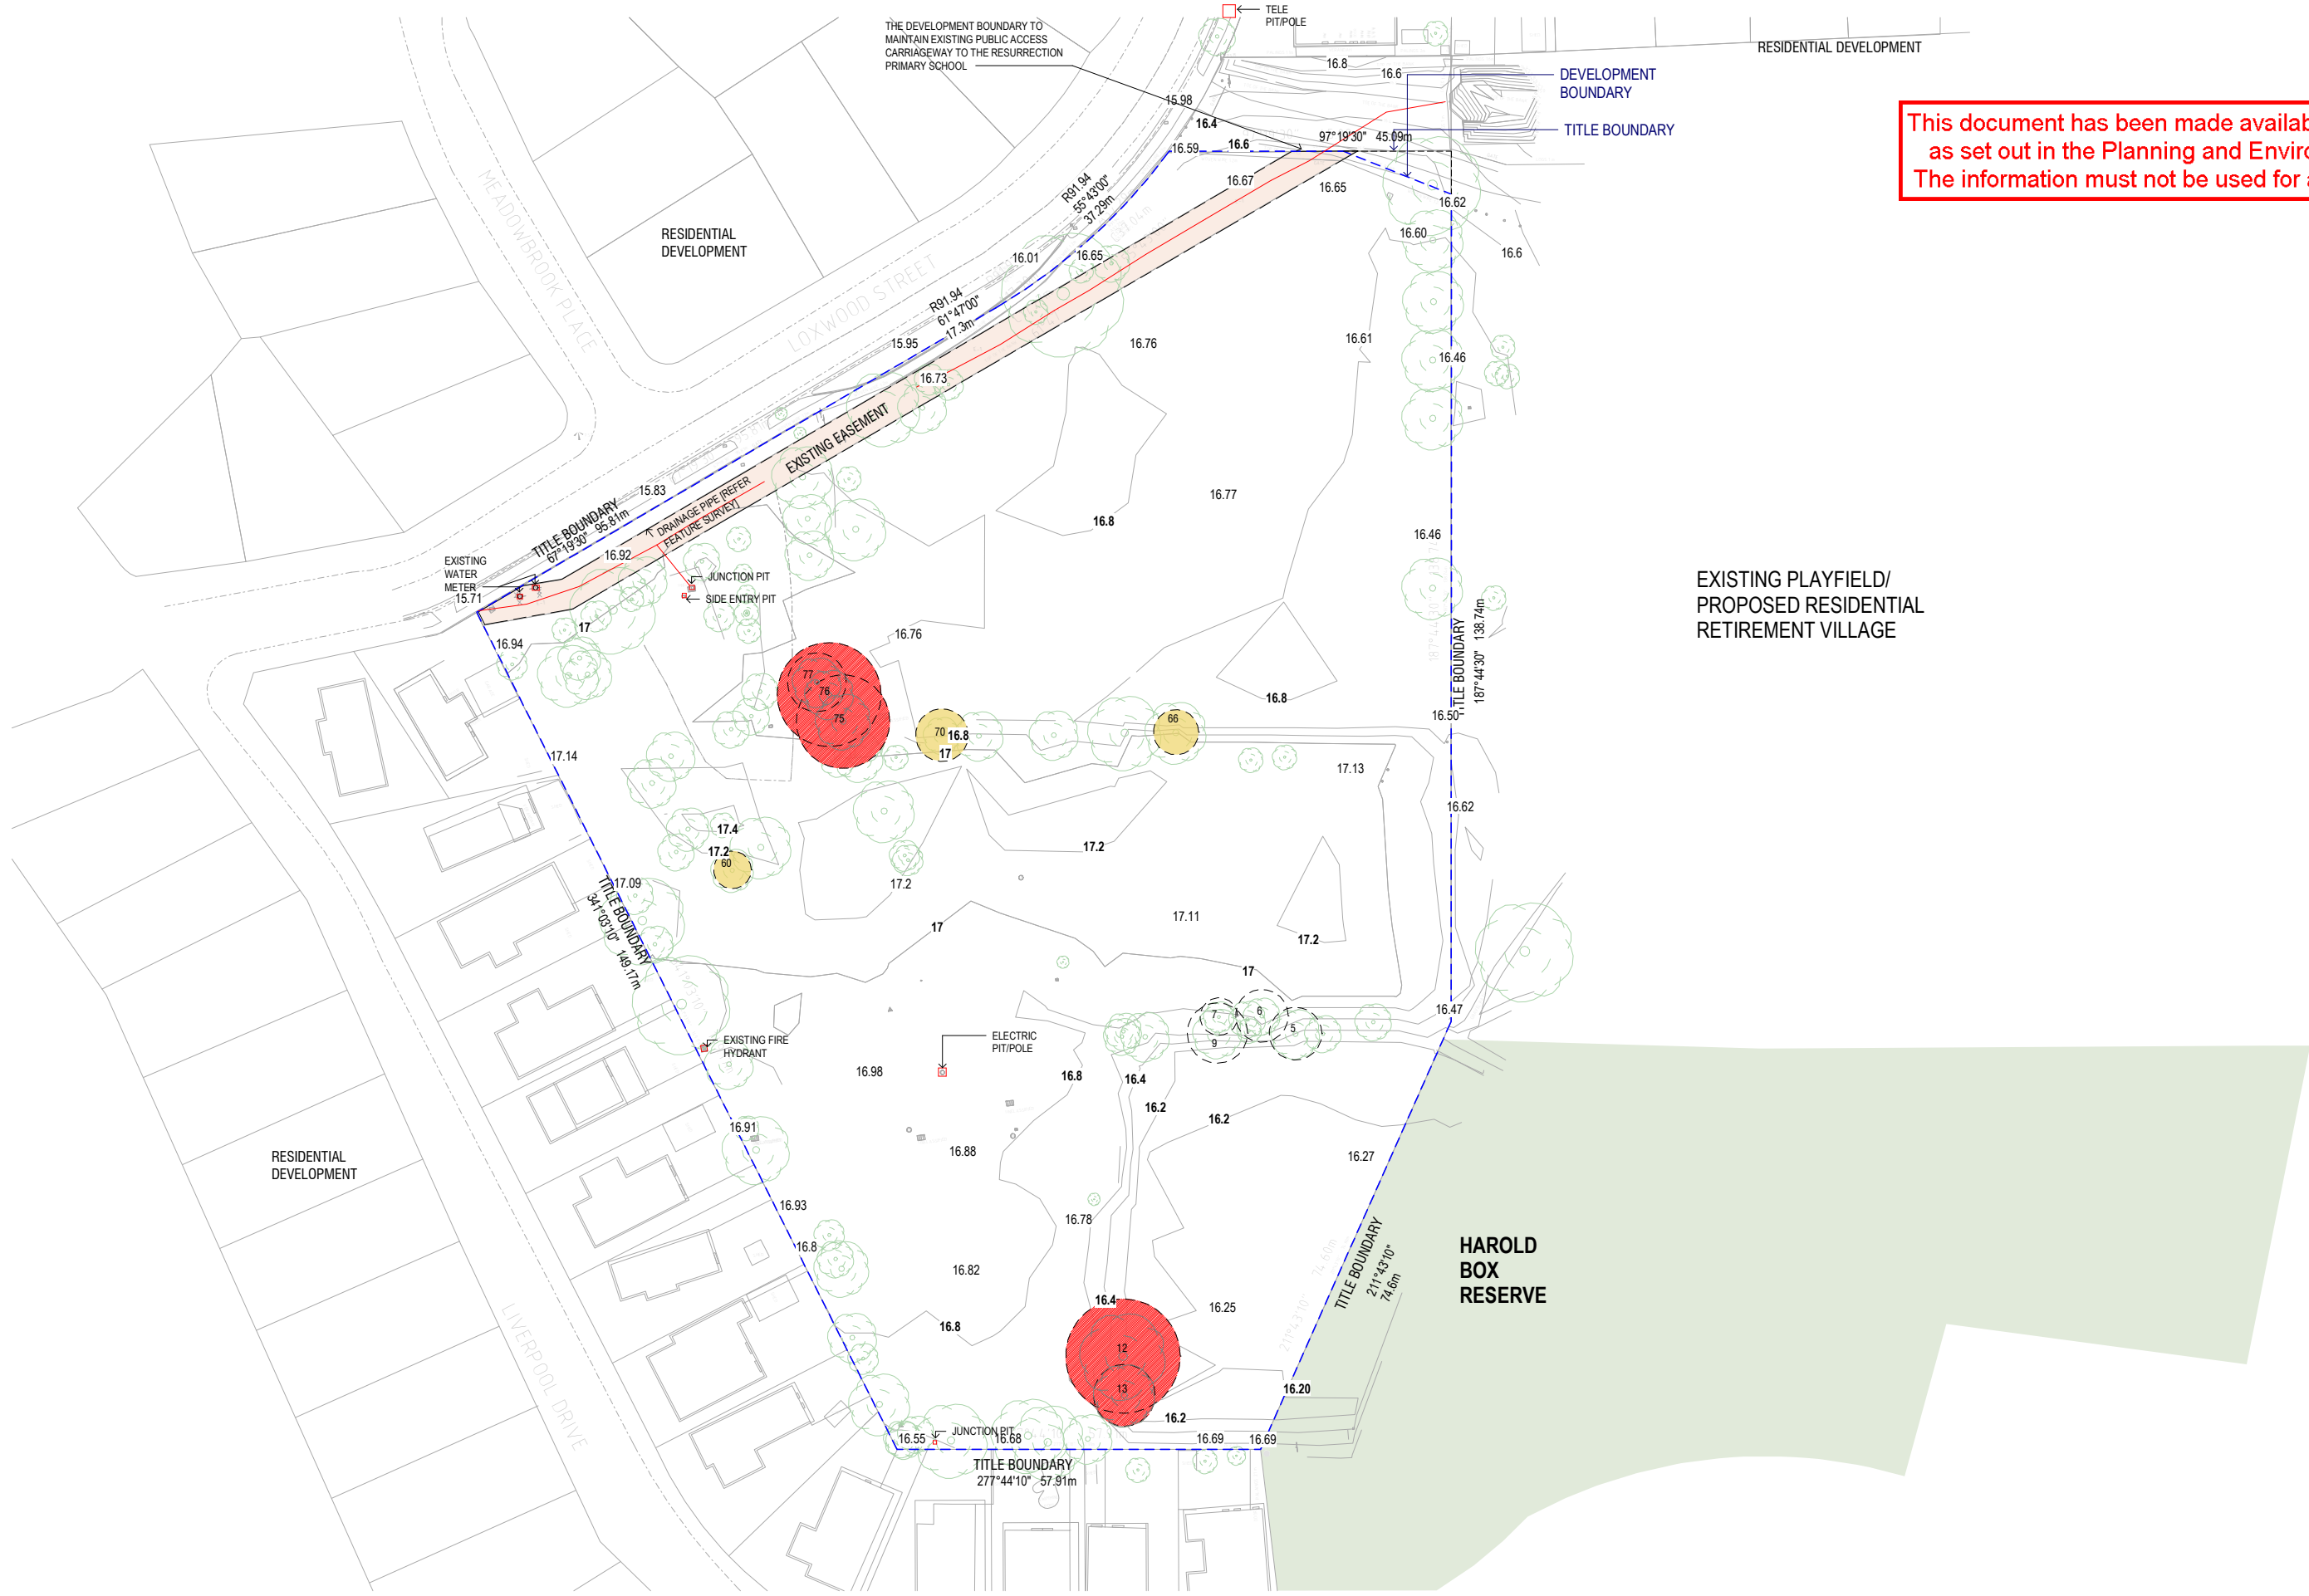 TELE
PIT/POLE
THE DEVELOPMENT BOUNDARY TO
MAINTAIN EXISTING PUBLIC ACCESS
CARRIAGEWAY TO THE RESURRECTION
PRIMARY SCHOOL
RESIDENTIAL DEVELOPMENT
16.8
16.6
DEVELOPMENT
BOUNDARY
15.98
16.4
TITLE BOUNDARY
This document has been made availab
as set out in the Planning and Enviro
The information must not be used for a
97°19'30" 45.09m
16.59
16.6
16.67
16.65
R91.94
55°43'00"
37.29m
16.62
MEADOWBROOK PLACE
RESIDENTIAL
DEVELOPMENT
16.60
16.6
16.01
16.65
LOXWOOD STREET
R91.94
61°47'00"
17.3m
15.95
16.76
16.61
16.46
16.73
EXISTING EASEMENT
15.83
16.77
16.8
16.46
TITLE BOUNDARY
67°19'30" 95.81m
DRAINAGE PIPE [REFER
FEATURE SURVEY]
16.92
EXISTING
WATER
METER
15.71
JUNCTION PIT
SIDE ENTRY PIT
EXISTING PLAYFIELD/
PROPOSED RESIDENTIAL
RETIREMENT VILLAGE
17
16.94
16.76
TITLE BOUNDARY
187°44'30" 138.74m
77
76
75
16.8
16.50
70
16.8
17
66
17.14
17.13
16.62
17.4
17.2
60
17.2
17.2
17.09
TITLE BOUNDARY
341°03'10" 149.17m
17.11
17
17.2
17
16.47
7
6
5
9
EXISTING FIRE
HYDRANT
ELECTRIC
PIT/POLE
16.98
16.8
16.4
16.2
16.2
16.91
16.88
16.27
RESIDENTIAL
DEVELOPMENT
16.93
16.78
16.8
16.82
74.60m
211°43'10"
TITLE BOUNDARY
211°43'10"
74.6m
HAROLD
BOX
RESERVE
16.4
16.25
16.8
LIVERPOOL DRIVE
12
13
16.20
16.2
16.55
JUNCTION PIT
16.68
16.69
16.69
TITLE BOUNDARY
277°44'10" 57.91m